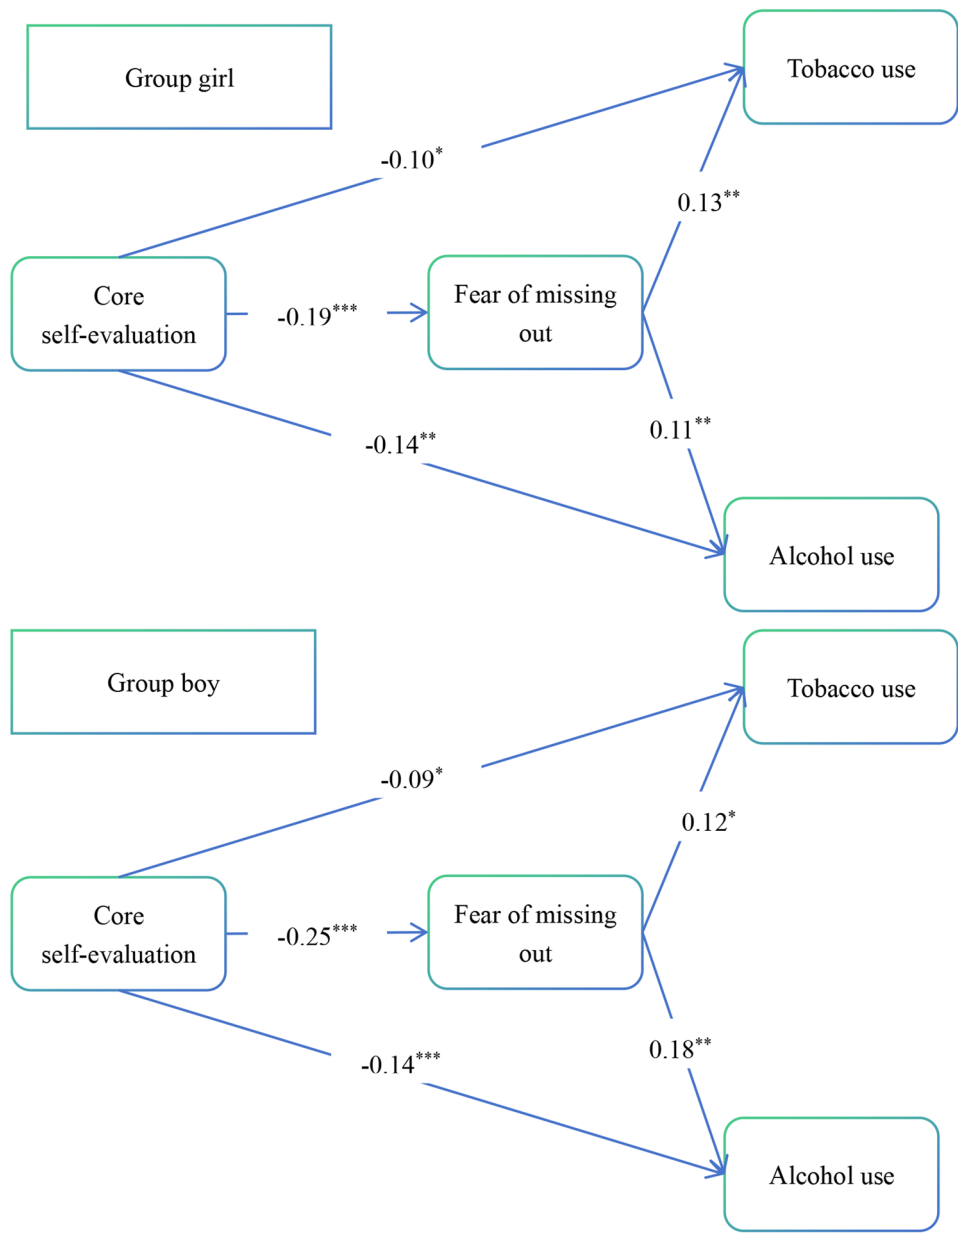 Group girl
Tobacco use
-0.10*
0.13**
Core
self-evaluation
-0.19***
Fear of missing
out
-0.14**
0.11**
Alcohol use
Group boy
Tobacco use
-0.09*
0.12*
Core
self-evaluation
-0.25***
Fear of missing
out
-0.14***
0.18**
Alcohol use